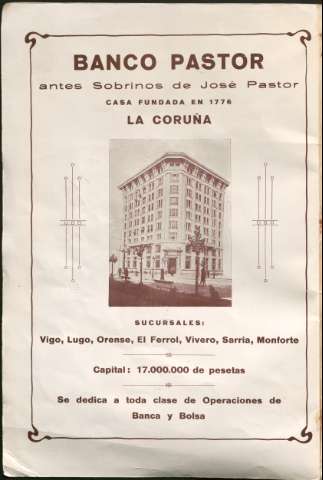 BANCO PASTOR
antes Sobrinos de José Pastor
CASA FUNDADA EN 1776
LA CORUÑA
SUCURSALES:
Vigo, Lugo, Orense, El Ferrol, Vivero, Sarria, Monforte
Capital: 17.000.000 de pesetas
Se dedica a toda clase de Operaciones de
Banca y Bolsa